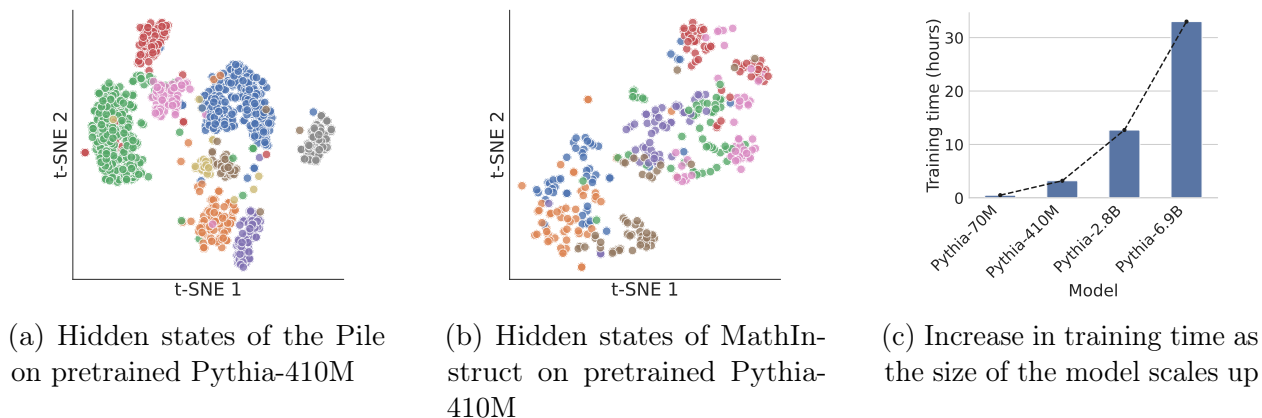 t-SNE 2
t-SNE 1
t-SNE 2
t-SNE 1
Training time (hours)
30
20
10
0
Pythia-70M
Pythia-410M
Pythia-2.8B
Pythia-6.9B
Model
(a) Hidden states of the Pile
on pretrained Pythia-410M
(b) Hidden states of MathIn-
struct on pretrained Pythia-
410M
(c) Increase in training time as
the size of the model scales up